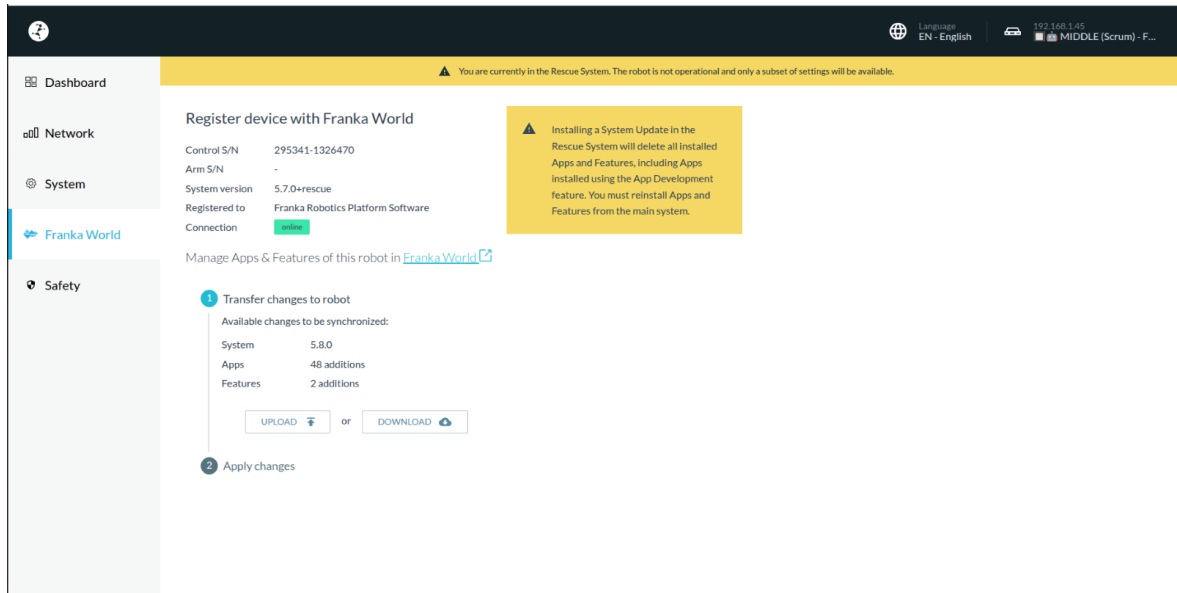 Language
EN - English
192.168.1.45
MIDDLE (Scrum) - F...
Dashboard
Network
System
Franka World
Safety
You are currently in the Rescue System. The robot is not operational and only a subset of settings will be available.
Register device with Franka World
Control S/N 295341-1326470
Arm S/N -
System version 5.7.0+rescue
Registered to Franka Robotics Platform Software
Connection online
Manage Apps & Features of this robot in Franka World
Installing a System Update in the
Rescue System will delete all installed
Apps and Features, including Apps
installed using the App Development
feature. You must reinstall Apps and
Features from the main system.
1 Transfer changes to robot
Available changes to be synchronized:
System 5.8.0
Apps 48 additions
Features 2 additions
UPLOAD or DOWNLOAD
2 Apply changes